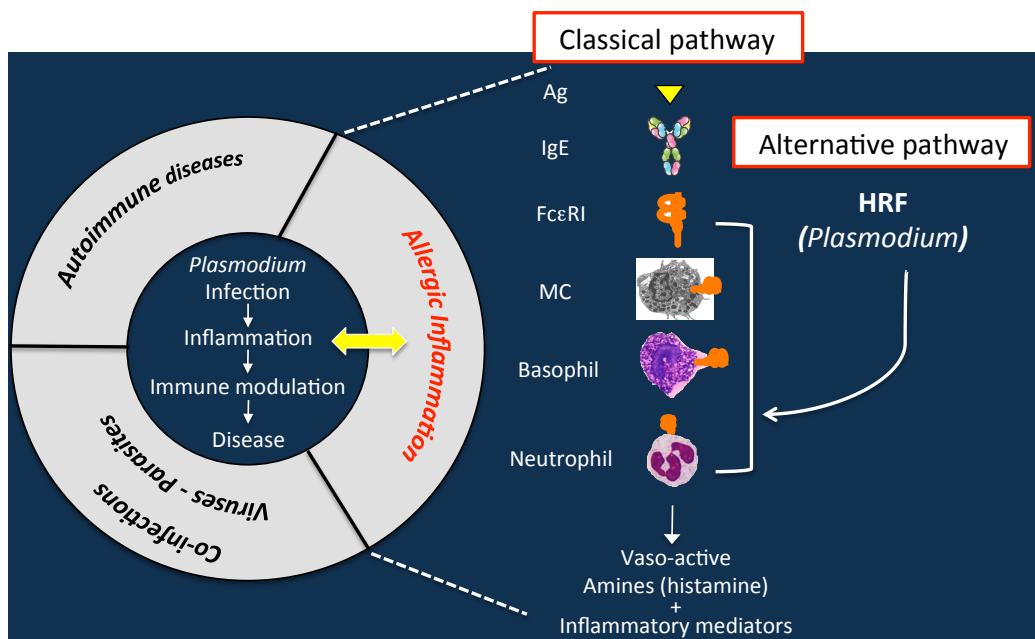 Classical pathway
Ag
IgE
Alternative pathway
FcεRI
HRF
(Plasmodium)
MC
Basophil
Neutrophil
Vaso-active
Amines (histamine)
+
Inflammatory mediators
Autoimmune diseases
Allergic Inflammation
Co-infections
Viruses - Parasites
Plasmodium
Infection
Inflammation
Immune modulation
Disease